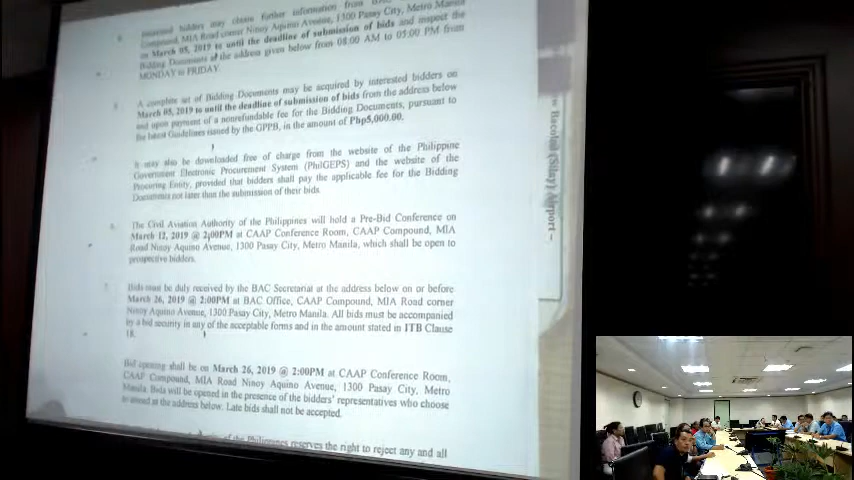 Interested bidders may obtain further information from
Compound, MIA Road corner Ninoy Aquino Avenue, 1300 Pasay City, Metro Manila
on March 05, 2019 to until the deadline of submission of bids and inspect the
Bidding Documents at the address given below from 08:00 AM to 05:00 PM from
MONDAY to FRIDAY.
A complete set of Bidding Documents may be acquired by interested bidders on
March 05, 2019 to until the deadline of submission of bids from the address below
and upon payment of a nonrefundable fee for the Bidding Documents, pursuant to
the latest Guidelines issued by the GPPB, in the amount of Php5,000.00.
It may also be downloaded free of charge from the website of the Philippine
Government Electronic Procurement System (PhilGEPS) and the website of the
Procuring Entity, provided that bidders shall pay the applicable fee for the Bidding
Documents not later than the submission of their bids.
The Civil Aviation Authority of the Philippines will hold a Pre-Bid Conference on
March 12, 2019 @ 2:00PM at CAAP Conference Room, CAAP Compound, MIA
Road Ninoy Aquino Avenue, 1300 Pasay City, Metro Manila, which shall be open to
prospective bidders.
Bids must be duly received by the BAC Secretariat at the address below on or before
March 26, 2019 @ 2:00PM at BAC Office, CAAP Compound, MIA Road corner
Ninoy Aquino Avenue, 1300 Pasay City, Metro Manila. All bids must be accompanied
by a bid security in any of the acceptable forms and in the amount stated in ITB Clause
18.
Bid opening shall be on March 26, 2019 @ 2:00PM at CAAP Conference Room,
CAAP Compound, MIA Road Ninoy Aquino Avenue, 1300 Pasay City, Metro
Manila. Bids will be opened in the presence of the bidders' representatives who choose
to attend at the address below. Late bids shall not be accepted.
of the Philippines reserves the right to reject any and all
Bacolod (Silay) Airport –